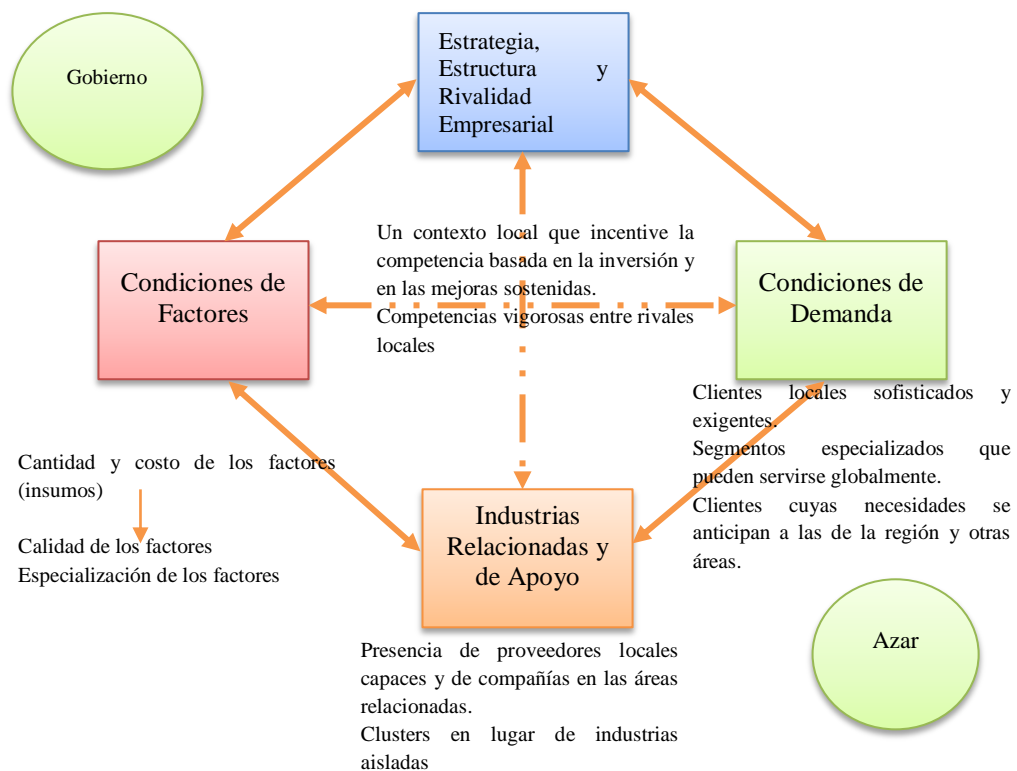 Gobierno
Estrategia,
Estructura y
Rivalidad
Empresarial
Un contexto local que incentive la
competencia basada en la inversión y
en las mejoras sostenidas.
Competencias vigorosas entre rivales
locales
Condiciones de
Factores
Condiciones de
Demanda
Clientes locales sofisticados y
exigentes.
Segmentos especializados que
pueden servirse globalmente.
Clientes cuyas necesidades se
anticipan a las de la región y otras
áreas.
Cantidad y costo de los factores
(insumos)
Calidad de los factores
Especialización de los factores
Industrias
Relacionadas y
de Apoyo
Presencia de proveedores locales
capaces y de compañías en las áreas
relacionadas.
Clusters en lugar de industrias
aisladas
Azar